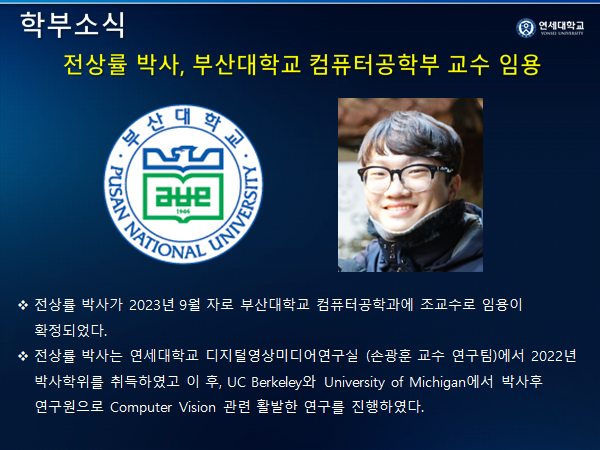 학부소식
연세대학교
YONSEI UNIVERSITY
전상률 박사, 부산대학교 컴퓨터공학부 교수 임용
· 부산대학교 ·
PUSAN NATIONAL UNIVERSITY
1946
❖ 전상률 박사가 2023년 9월 자로 부산대학교 컴퓨터공학과에 조교수로 임용이
확정되었다.
❖ 전상률 박사는 연세대학교 디지털영상미디어연구실 (손광훈 교수 연구팀)에서 2022년
박사학위를 취득하였고 이 후, UC Berkeley와 University of Michigan에서 박사후
연구원으로 Computer Vision 관련 활발한 연구를 진행하였다.